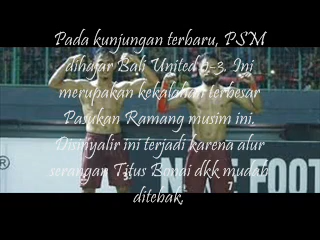 Pada kunjungan terbaru, PSM
dihajar Bali United 0-3. Ini
merupakan kekalahan terbesar
Pasukan Ramang musim ini.
Disinyalir ini terjadi karena alur
serangan Titus Bonai dkk mudah
ditebak.
FOOT